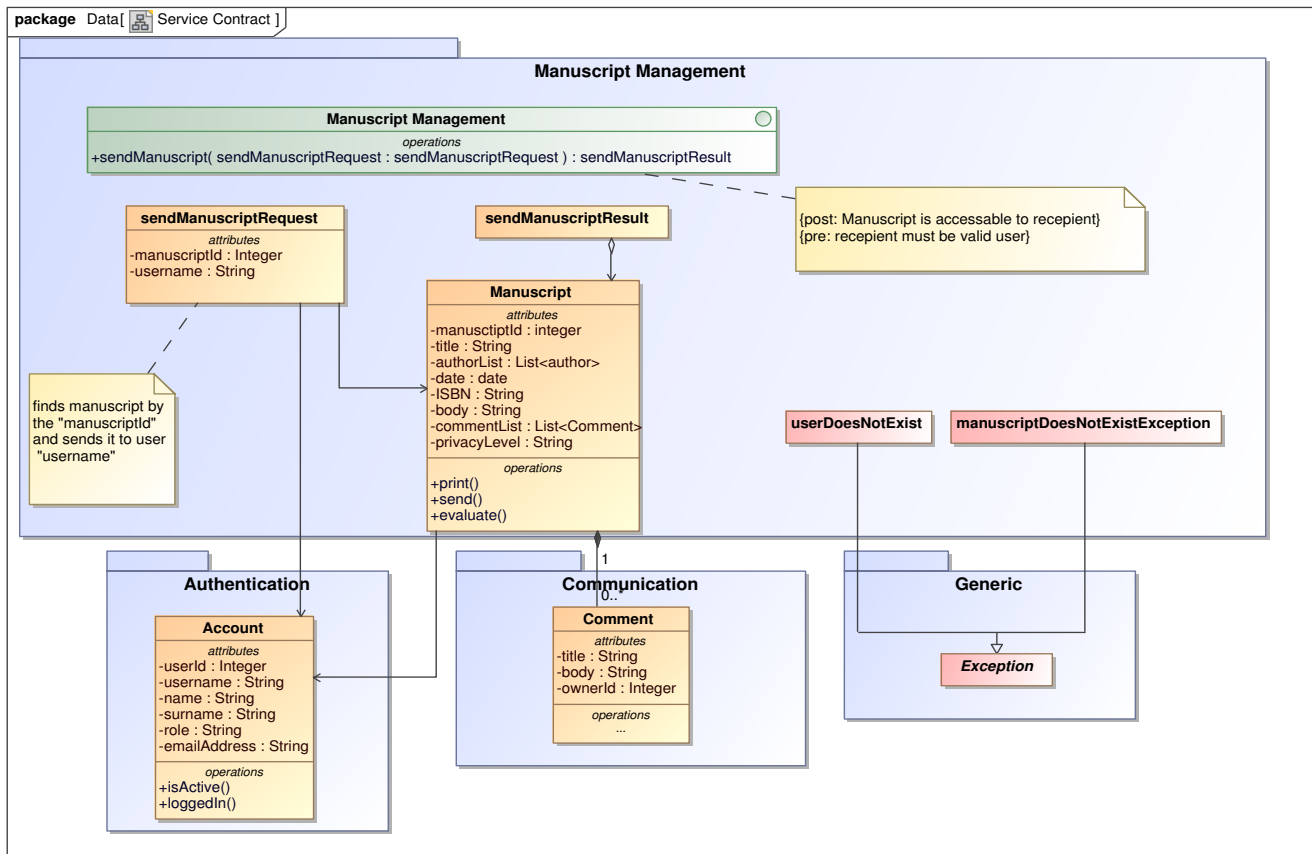 package Data[ Service Contract ]
Manuscript Management
Manuscript Management
operations
+sendManuscript( sendManuscriptRequest : sendManuscriptRequest ) : sendManuscriptResult
sendManuscriptRequest
attributes
-manuscriptId : Integer
-username : String
sendManuscriptResult
{post: Manuscript is accessable to recepient}
{pre: recepient must be valid user}
Manuscript
attributes
-manusctiptId : integer
-title : String
-authorList : List<author>
-date : date
-ISBN : String
-body : String
-commentList : List<Comment>
-privacyLevel : String
operations
+print()
+send()
+evaluate()
finds manuscript by
the "manuscriptId"
and sends it to user
"username"
userDoesNotExist
manuscriptDoesNotExistException
1
0..*
Authentication
Account
attributes
-userId : Integer
-username : String
-name : String
-surname : String
-role : String
-emailAddress : String
operations
+isActive()
+loggedIn()
Communication
Comment
attributes
-title : String
-body : String
-ownerId : Integer
operations
...
Generic
Exception